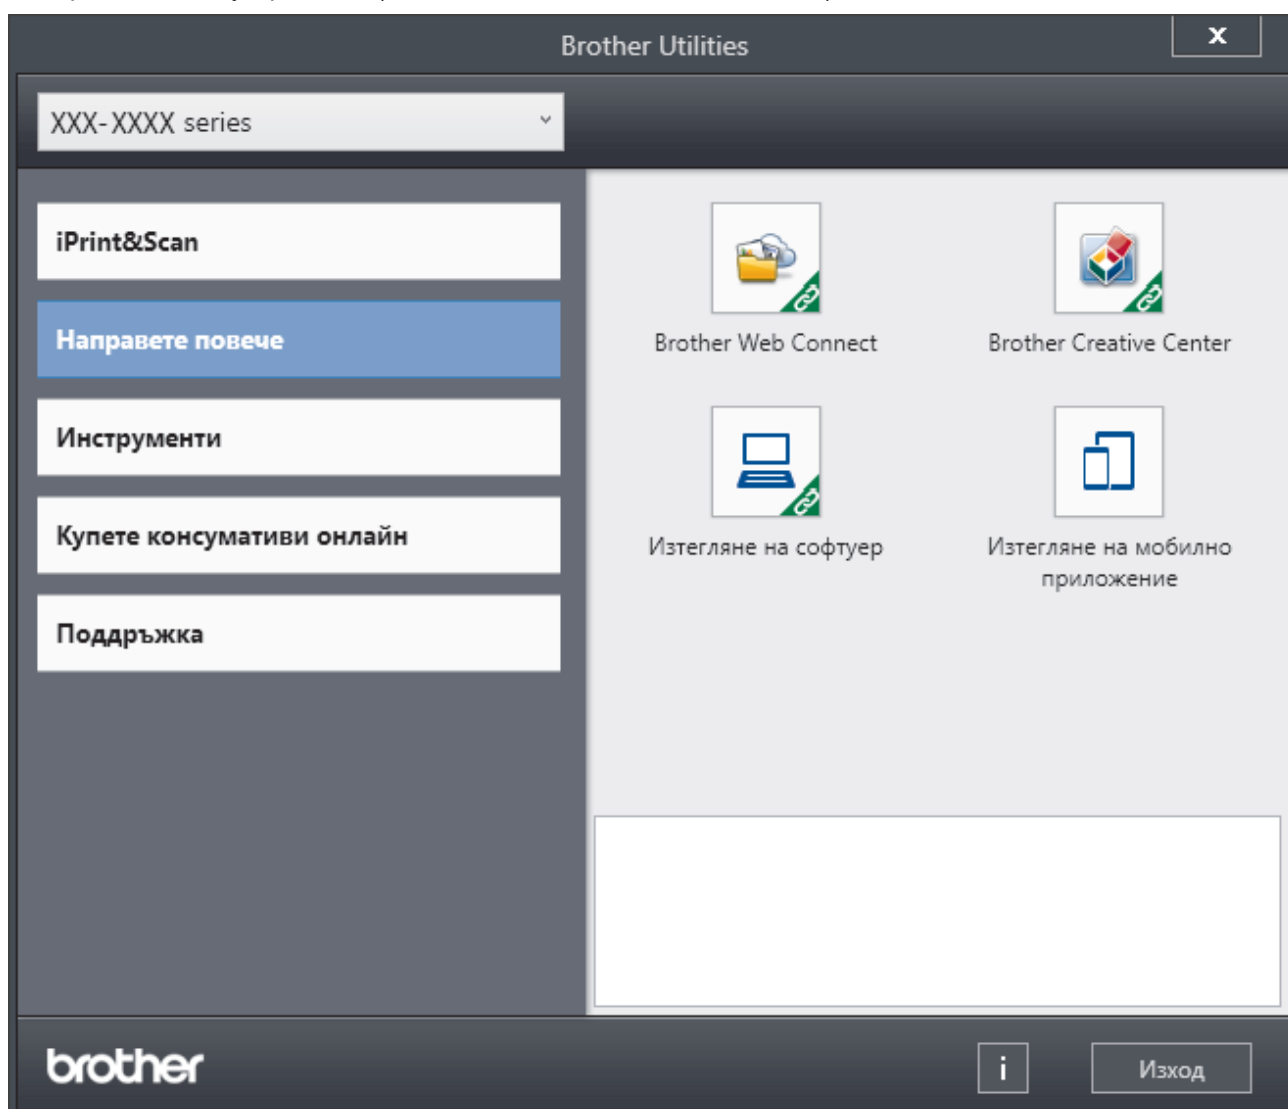 Brother Utilities
x
XXX-XXXX series
iPrint&Scan
Направете повече
Инструменти
Купете консумативи онлайн
Поддръжка
Brother Web Connect
Brother Creative Center
Изтегляне на софтуер
Изтегляне на мобилно
приложение
brother
i
Изход